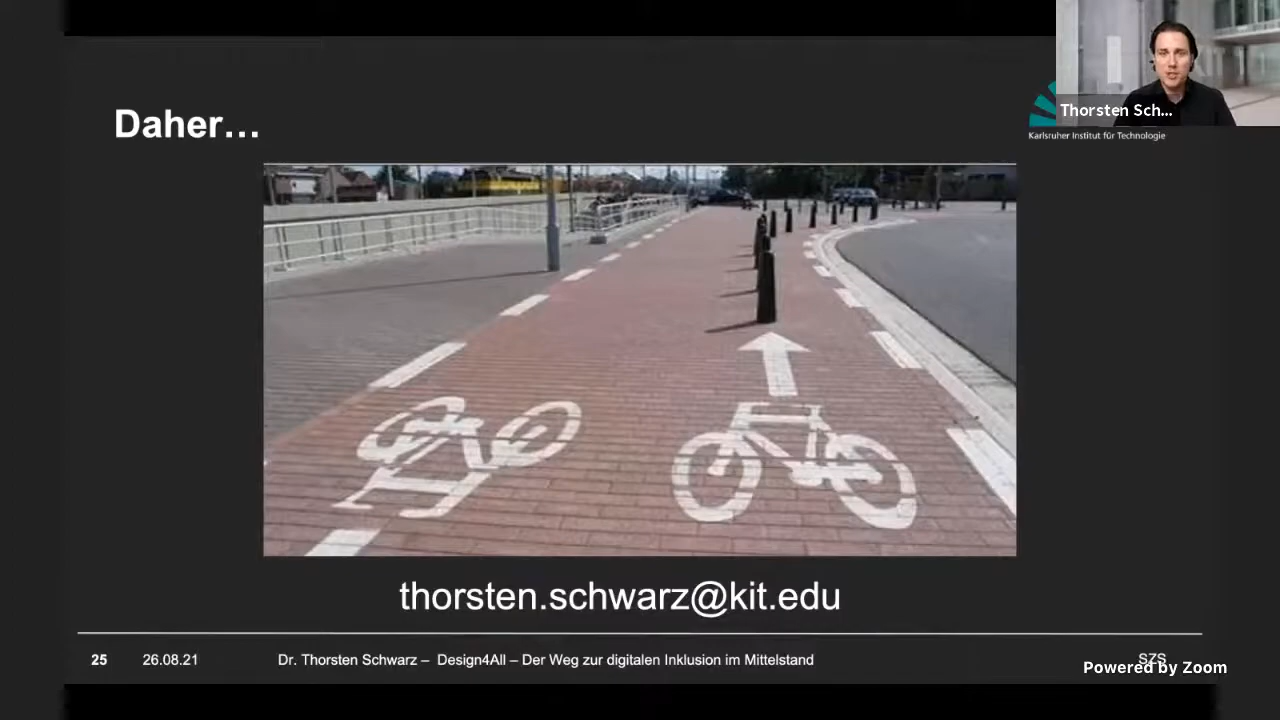 Daher...
Thorsten Sch...
Karlsruher Institut für Technologie
thorsten.schwarz@kit.edu
25
26.08.21
Dr. Thorsten Schwarz – Design4All – Der Weg zur digitalen Inklusion im Mittelstand
SZS
Powered by Zoom